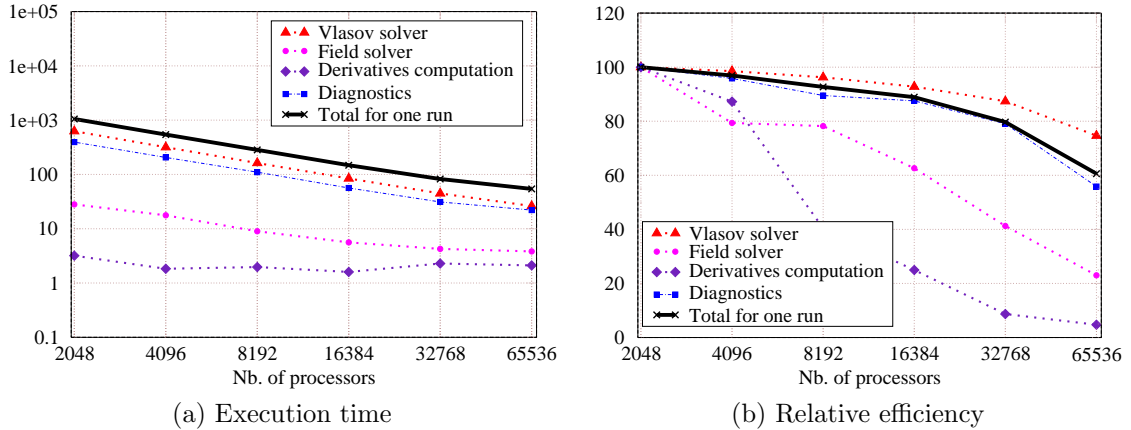 1e+05
1e+04
1e+03
100
10
1
0.1
Vlasov solver
Field solver
Derivatives computation
Diagnostics
Total for one run
2048 4096 8192 16384 32768 65536
Nb. of processors
(a) Execution time
120
100
80
60
40
20
0
Vlasov solver
Field solver
Derivatives computation
Diagnostics
Total for one run
2048 4096 8192 16384 32768 65536
Nb. of processors
(b) Relative efficiency